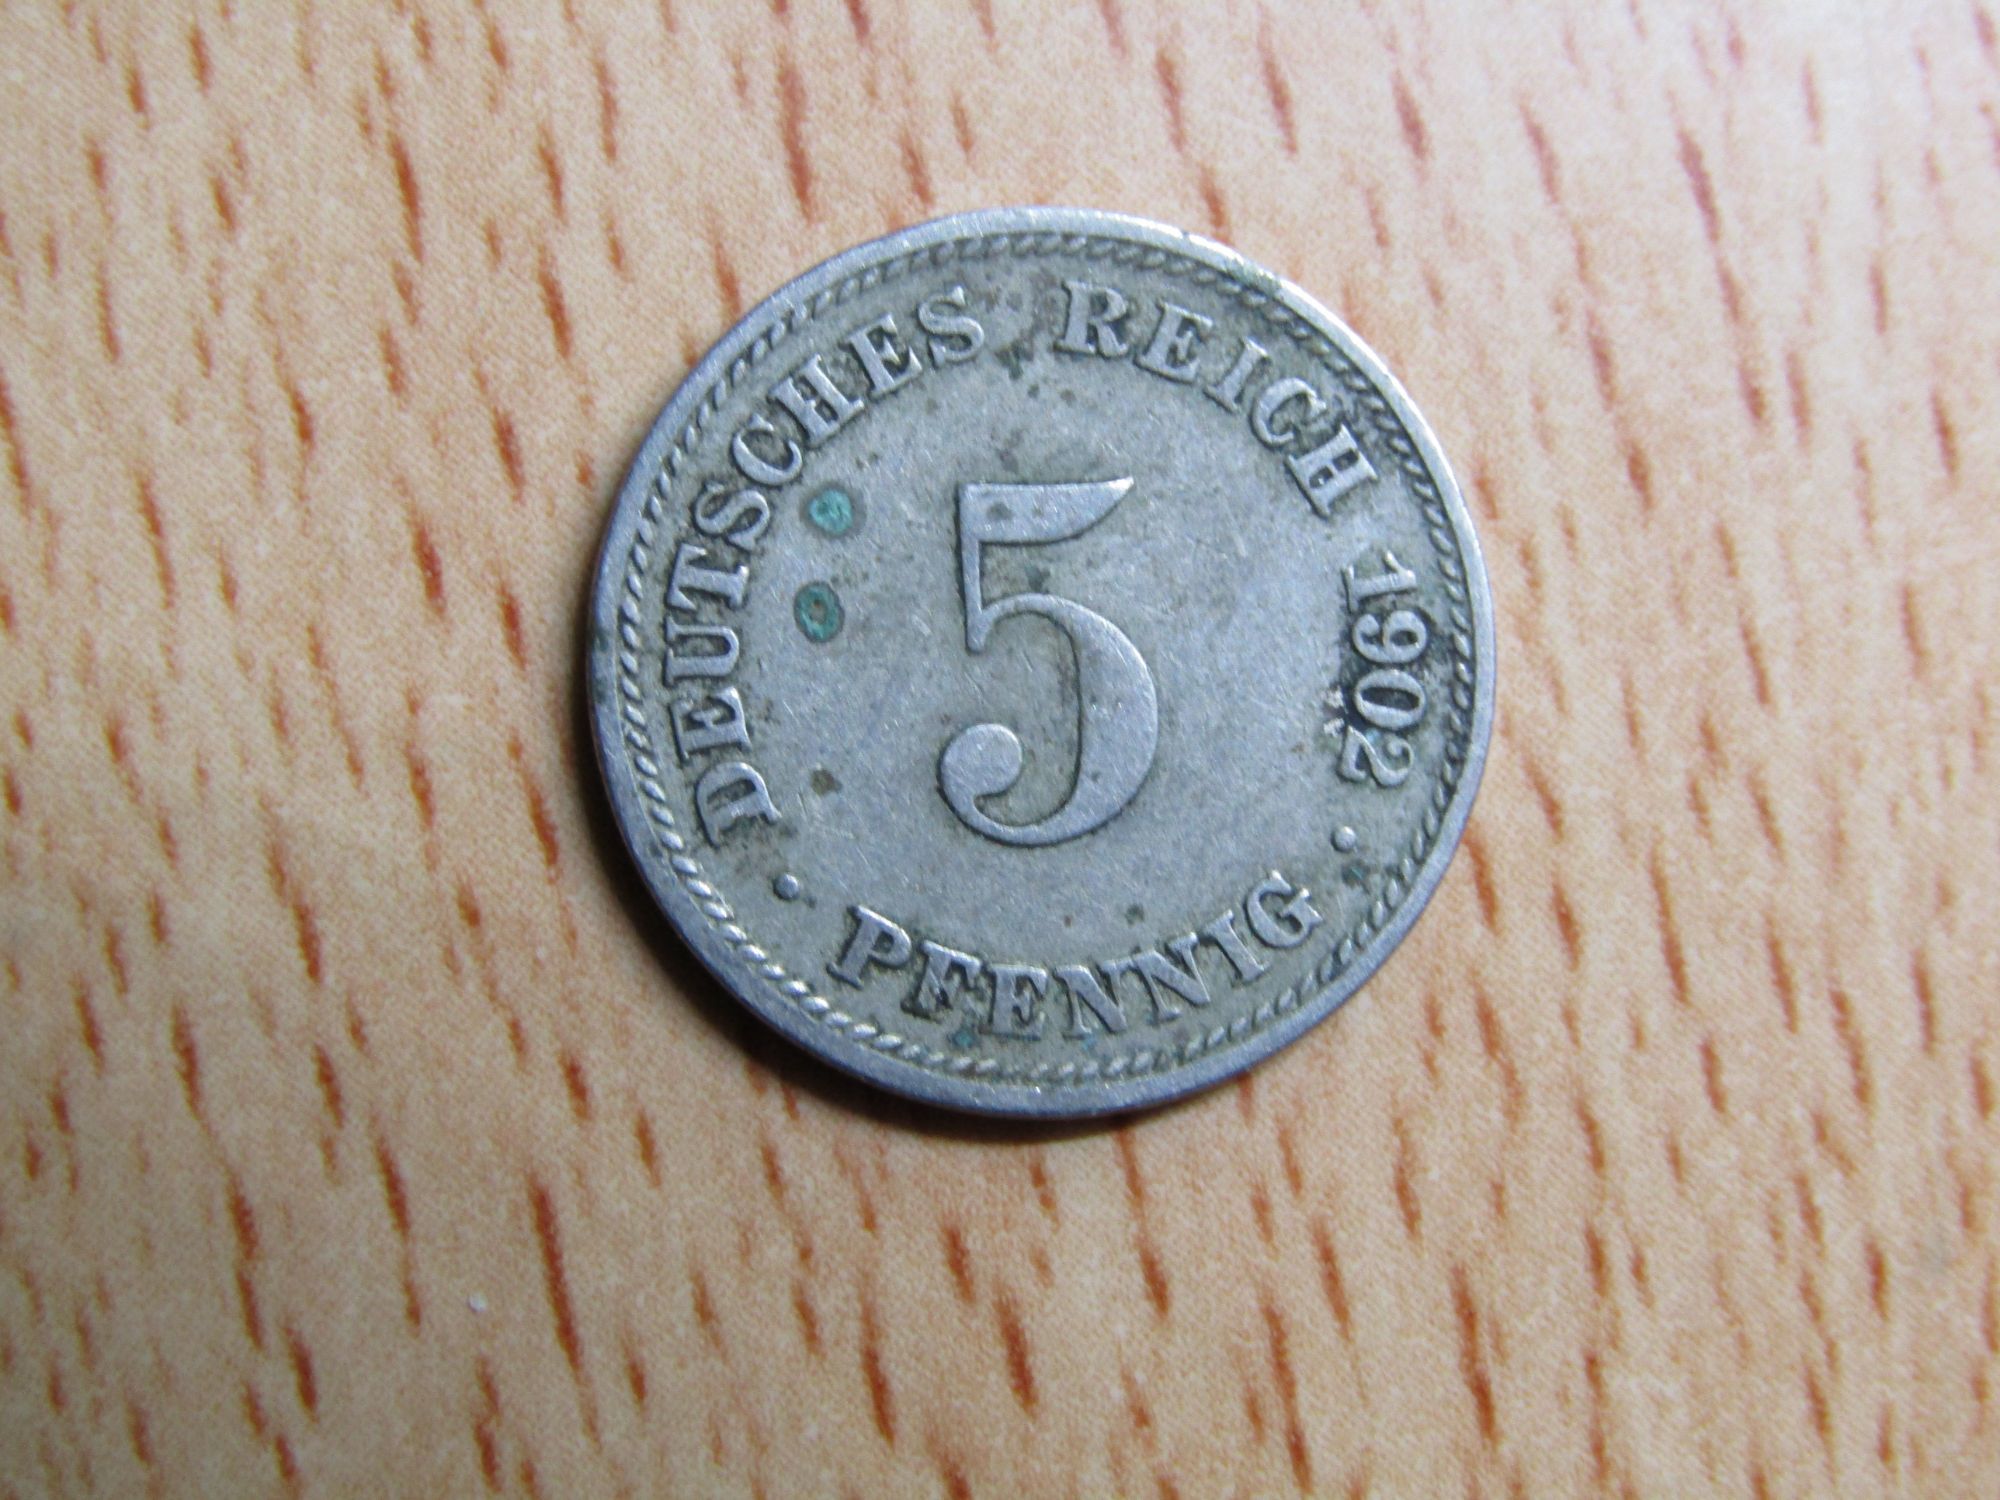 DEUTSCHES REICH 1902
5
· PFENNIG ·